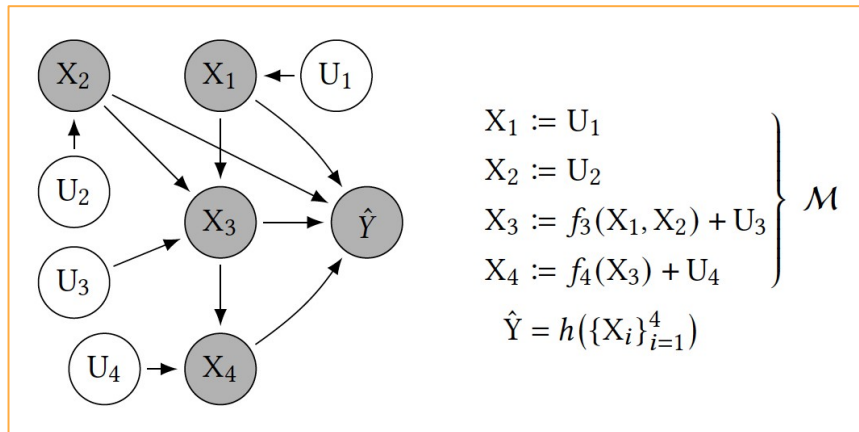 X₂
X₁
U₁
U₂
X₃
Ŷ
U₃
U₄
X₄
X₁ := U₁
X₂ := U₂
X₃ := f₃(X₁, X₂) + U₃
X₄ := f₄(X₃) + U₄
ℳ
Ŷ = h({Xᵢ}⁴ᵢ₌₁)